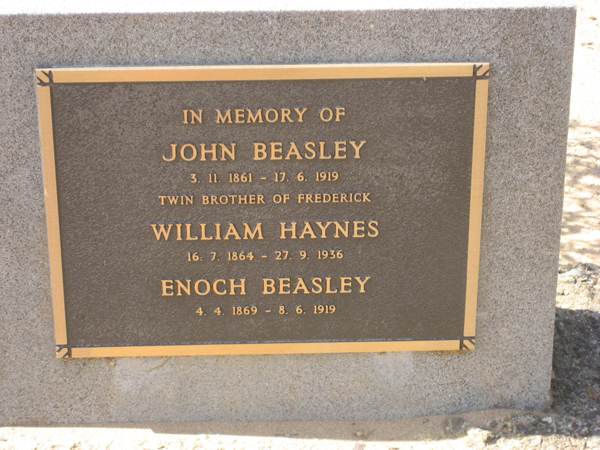 IN MEMORY OF
JOHN BEASLEY
3. 11. 1861 - 17. 6. 1919
TWIN BROTHER OF FREDERICK
WILLIAM HAYNES
16. 7. 1864 - 27. 9. 1936
ENOCH BEASLEY
4. 4. 1869 - 8. 6. 1919